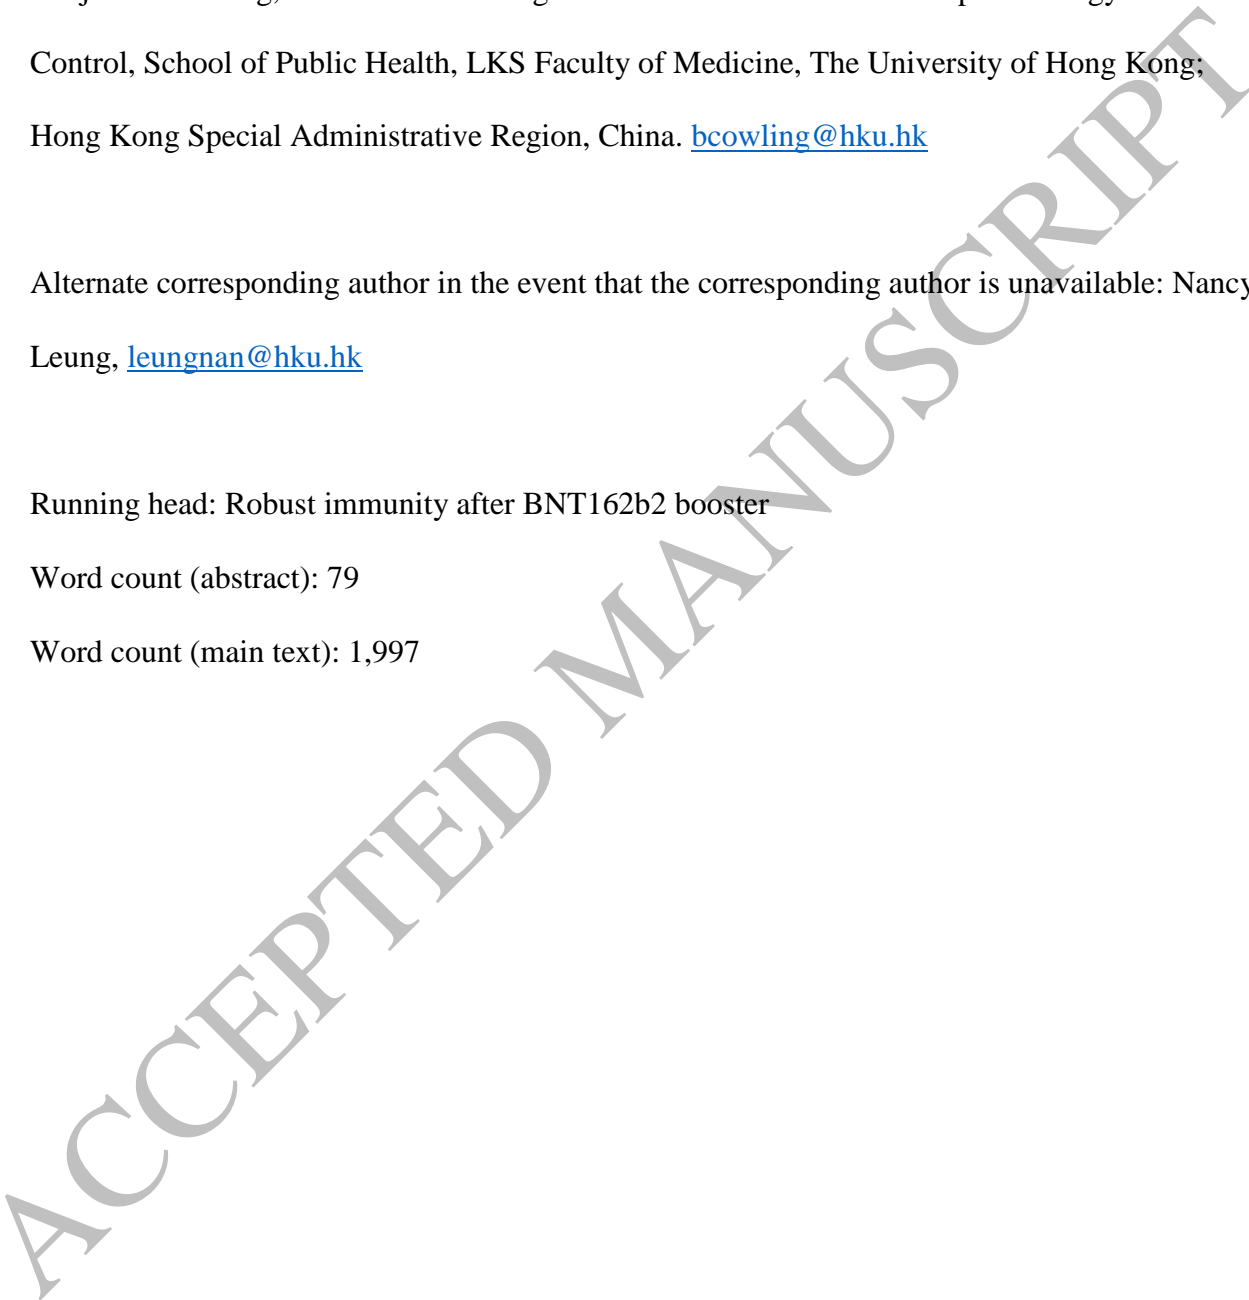 Control, School of Public Health, LKS Faculty of Medicine, The University of Hong Kong;
Hong Kong Special Administrative Region, China. bcowling@hku.hk
Alternate corresponding author in the event that the corresponding author is unavailable: Nancy
Leung, leungnan@hku.hk
Running head: Robust immunity after BNT162b2 booster
Word count (abstract): 79
Word count (main text): 1,997
ACCEPTED MANUSCRIPT